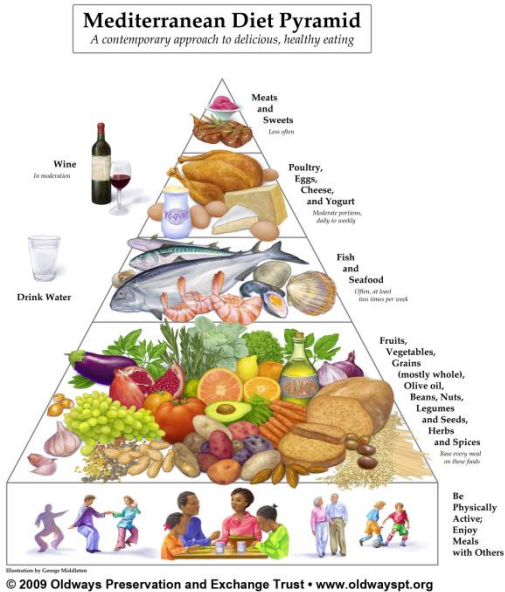 Mediterranean Diet Pyramid
A contemporary approach to delicious, healthy eating
Meats
and
Sweets
Less often
Wine
In moderation
Poultry,
Eggs,
Cheese,
and Yogurt
Moderate portions,
daily to weekly
YOGURT
Fish
and
Seafood
Often, at least
two times per week
Drink Water
Fruits,
Vegetables,
Grains
(mostly whole),
Olive oil,
Beans, Nuts,
Legumes
and Seeds,
Herbs
and Spices
Base every meal
on these foods
Be
Physically
Active;
Enjoy
Meals
with Others
Illustration by George Middleton
© 2009 Oldways Preservation and Exchange Trust • www.oldwayspt.org